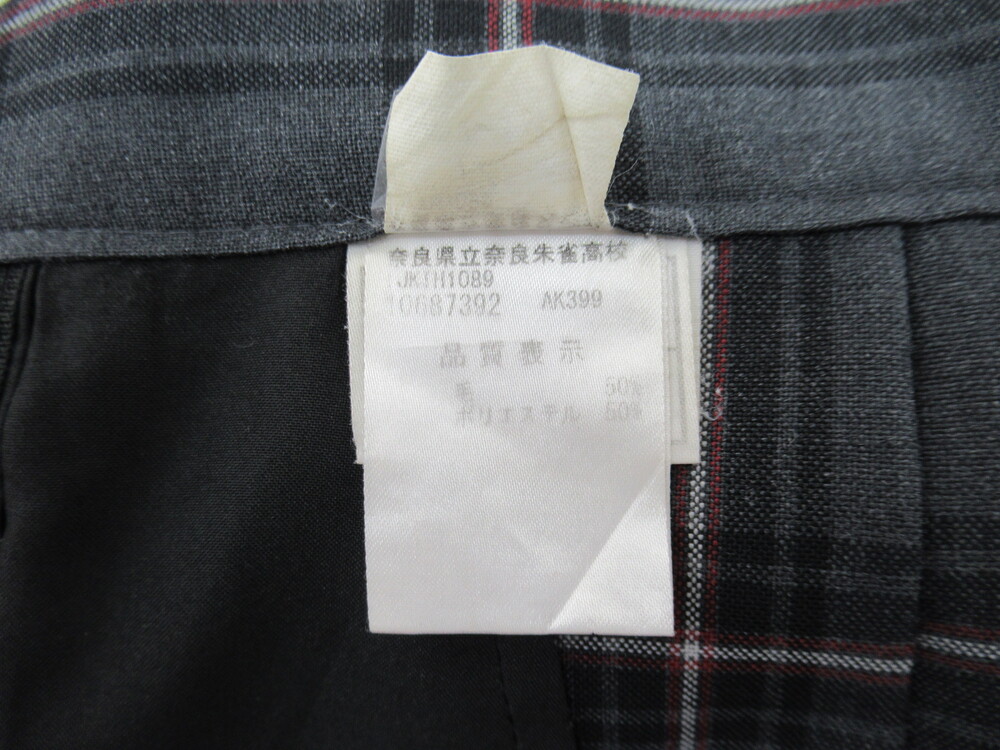 奈良県立奈良朱雀高校
JKTH1089
10687392 AK399
品質表示
毛 50%
ポリエステル 50%